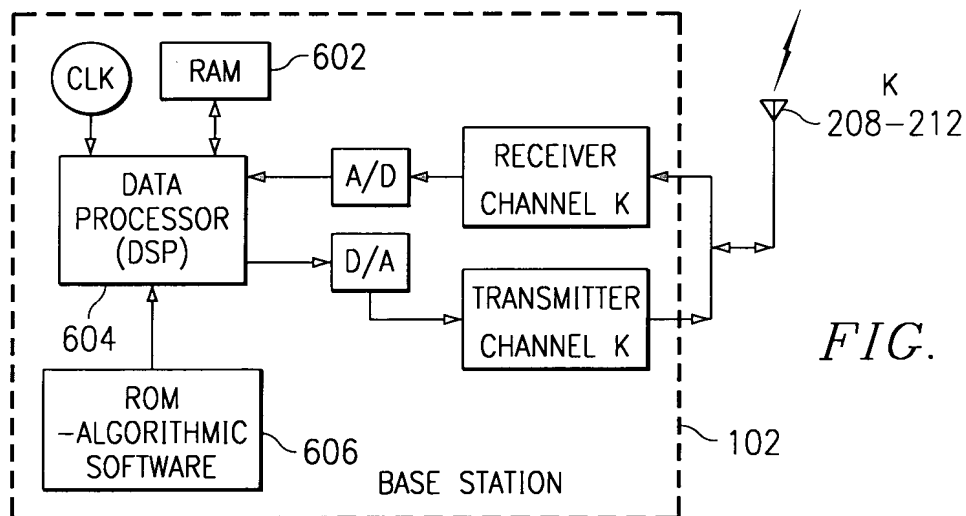 CLK
RAM
602
K
208-212
DATA
PROCESSOR
(DSP)
A/D
RECEIVER
CHANNEL K
D/A
TRANSMITTER
CHANNEL K
604
FIG.
ROM
-ALGORITHMIC
SOFTWARE
606
102
BASE STATION